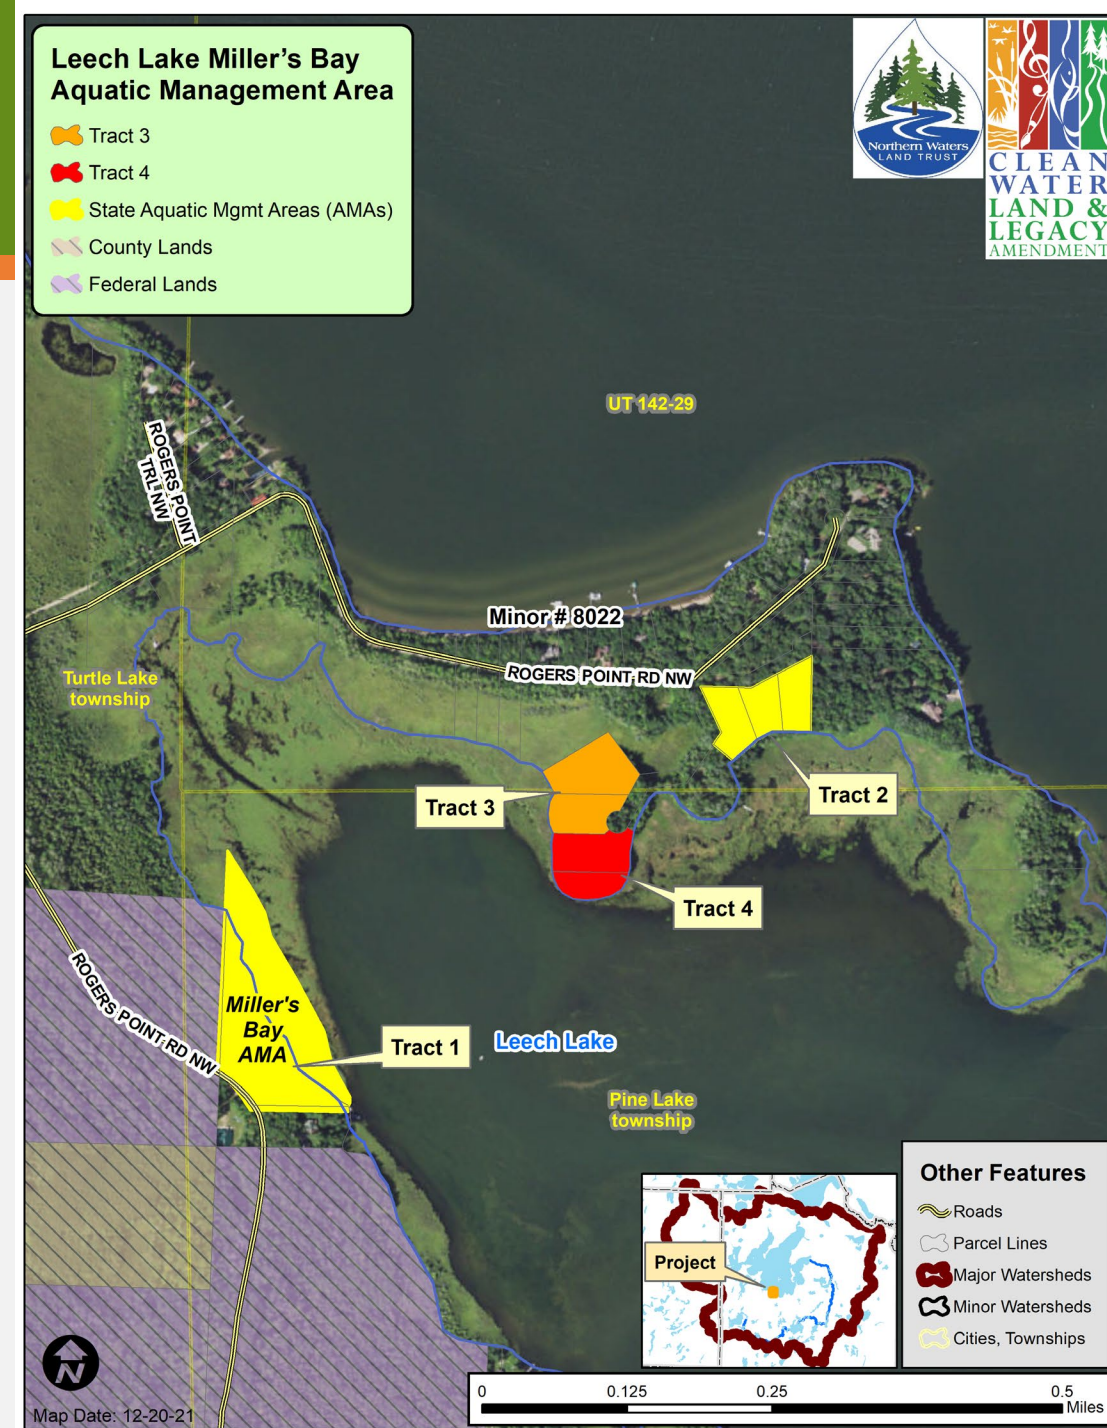 Leech Lake Miller's Bay
Aquatic Management Area
Tract 3
Tract 4
State Aquatic Mgmt Areas (AMAs)
County Lands
Federal Lands
Northern Waters
LAND TRUST
CLEAN
WATER
LAND &
LEGACY
AMENDMENT
UT 142-29
ROGERS POINT
TRL NW
Minor # 8022
ROGERS POINT RD NW
Turtle Lake
township
Tract 3
Tract 2
Tract 4
ROGERS POINT RD NW
Miller's
Bay
AMA
Tract 1
Leech Lake
Pine Lake
township
Project
Other Features
Roads
Parcel Lines
Major Watersheds
Minor Watersheds
Cities, Townships
N
Map Date: 12-20-21
0 0.125 0.25 0.5
Miles